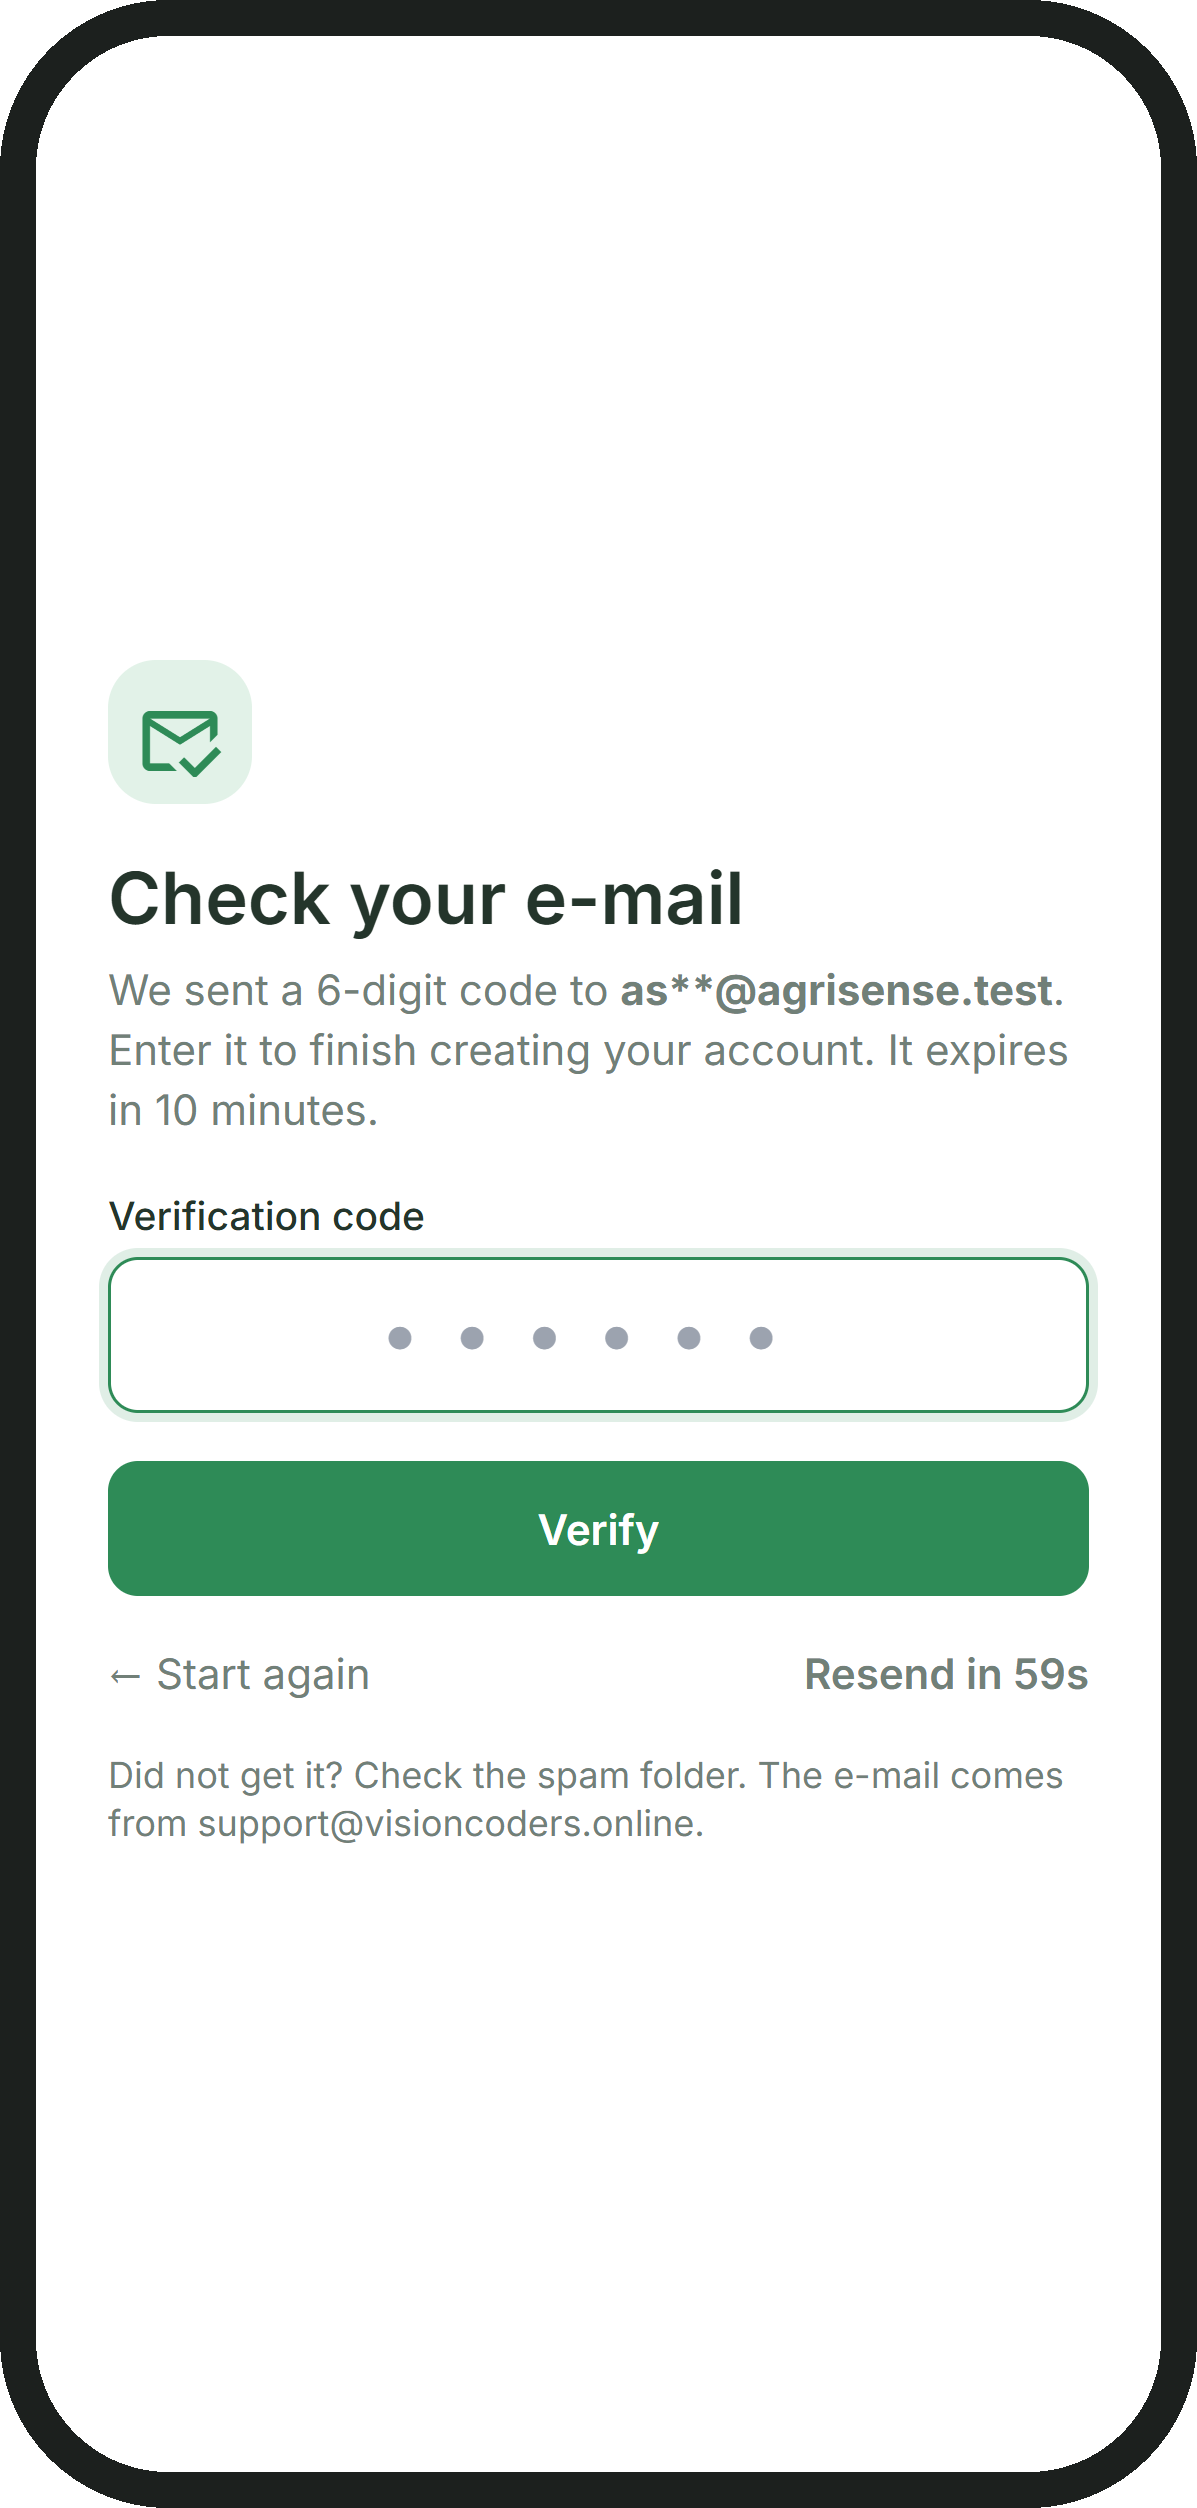 Check your e-mail
We sent a 6-digit code to as**@agrisense.test.
Enter it to finish creating your account. It expires
in 10 minutes.
Verification code
••••••
Verify
← Start again
Resend in 59s
Did not get it? Check the spam folder. The e-mail comes
from support@visioncoders.online.